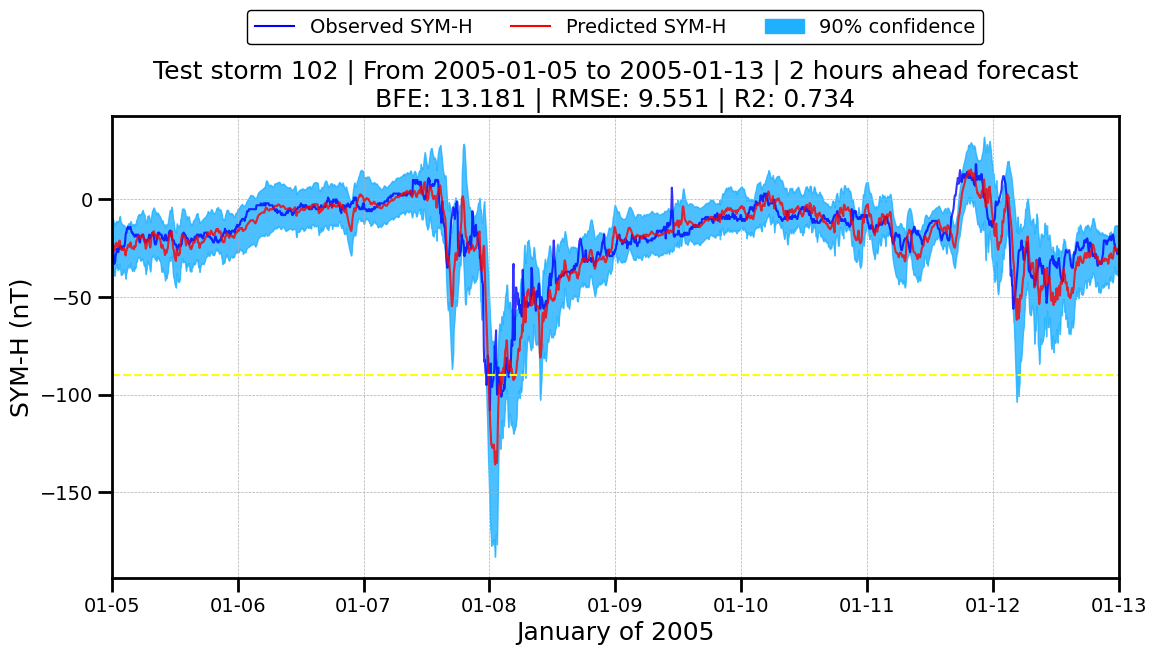 Observed SYM-H Predicted SYM-H 90% confidence
Test storm 102 | From 2005-01-05 to 2005-01-13 | 2 hours ahead forecast
BFE: 13.181 | RMSE: 9.551 | R2: 0.734
SYM-H (nT)
0
−50
−100
−150
01-05 01-06 01-07 01-08 01-09 01-10 01-11 01-12 01-13
January of 2005